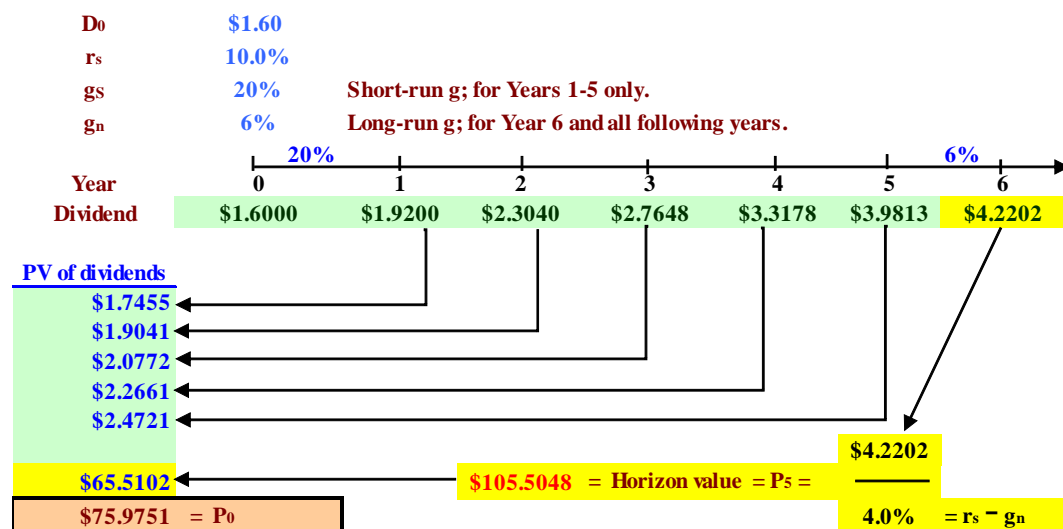 D0 $1.60
rs 10.0%
gS 20% Short-run g; for Years 1-5 only.
gn 6% Long-run g; for Year 6 and all following years.
20% 6%
Year 0 1 2 3 4 5 6
Dividend $1.6000 $1.9200 $2.3040 $2.7648 $3.3178 $3.9813 $4.2202
PV of dividends
$1.7455
$1.9041
$2.0772
$2.2661
$2.4721
$4.2202
$65.5102 $105.5048 = Horizon value = P5 =
$75.9751 = P0 4.0% = rs − gn